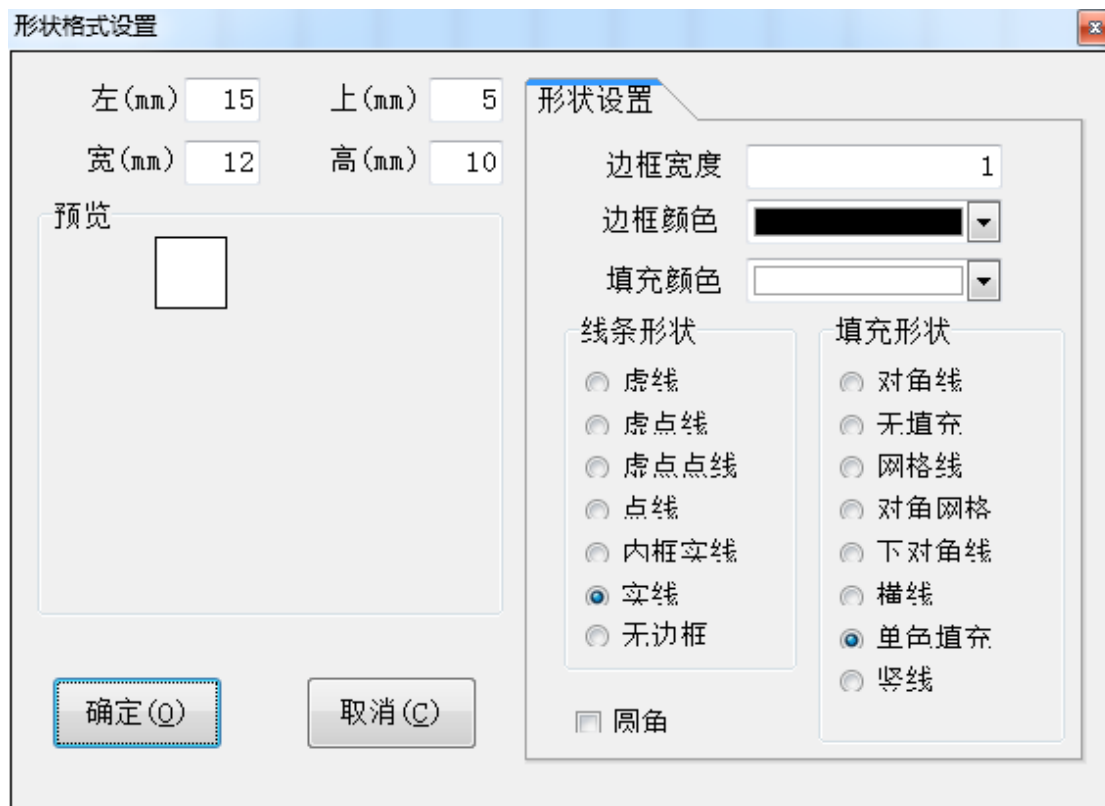 形状格式设置
左(mm) 15 上(mm) 5
宽(mm) 12 高(mm) 10
预览
确定(O) 取消(C)
形状设置
边框宽度 1
边框颜色
填充颜色
线条形状
虚线
虚点线
虚点点线
点线
内框实线
实线
无边框
圆角
填充形状
对角线
无填充
网格线
对角网格
下对角线
横线
单色填充
竖线